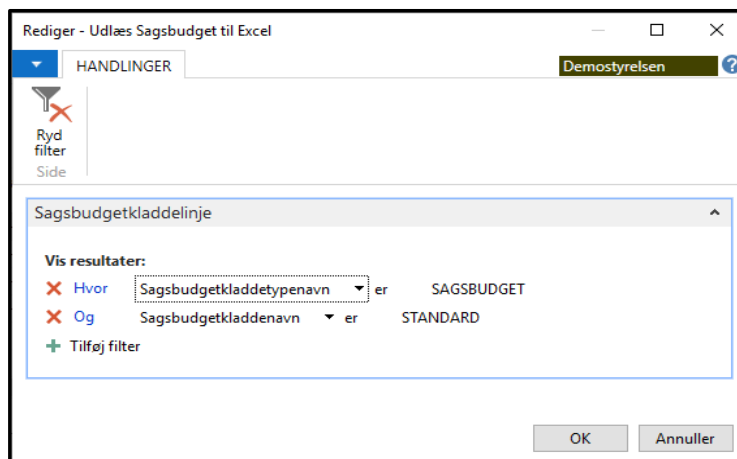 Rediger - Udlæs Sagsbudget til Excel
HANDLINGER
Demostyrelsen
?
Ryd
filter
Side
Sagsbudgetkladdelinje
Vis resultater:
Hvor Sagsbudgetkladdetypenavn er SAGSBUDGET
Og Sagsbudgetkladdenavn er STANDARD
Tilføj filter
OK Annuller